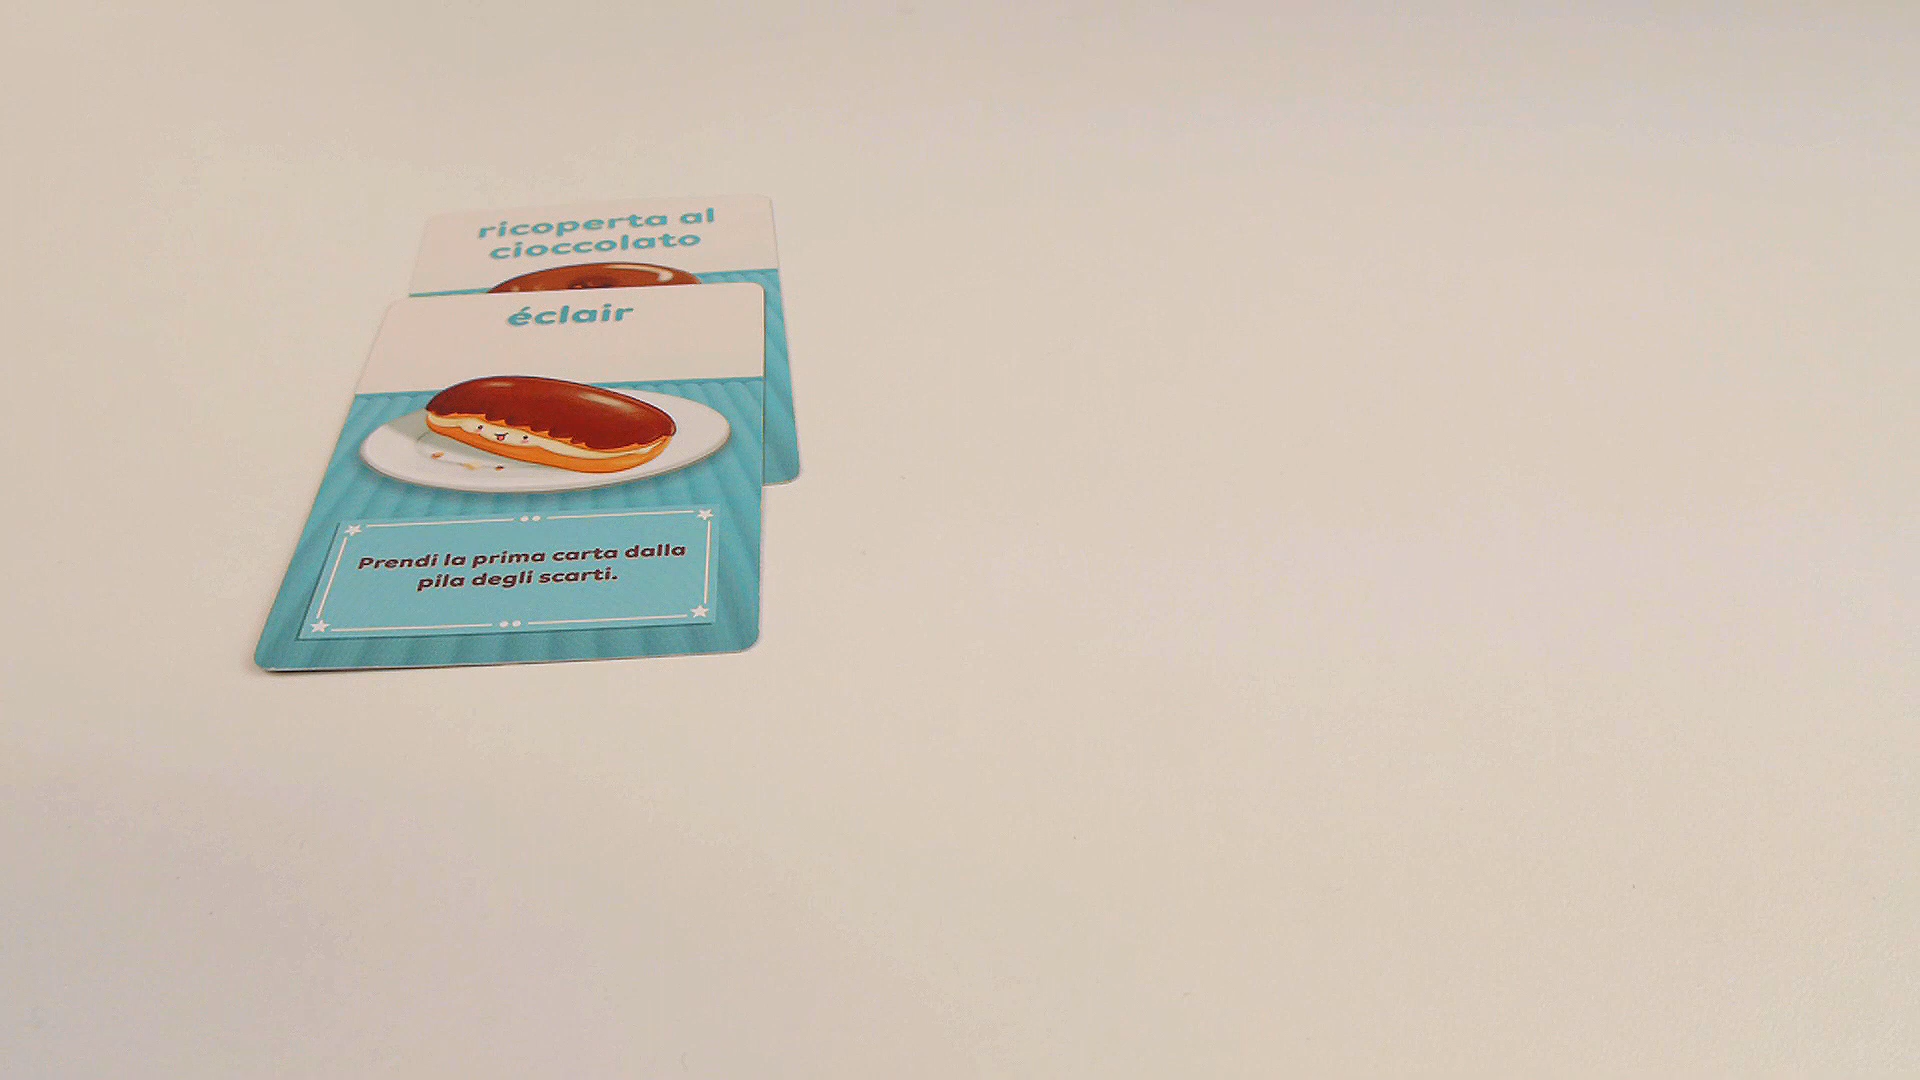 ricoperta al
cioccolato
éclair
Prendi la prima carta dalla
pila degli scarti.